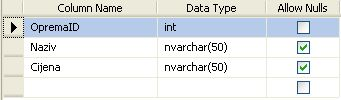 Column Name Data Type Allow Nulls
OpremaID int
Naziv nvarchar(50)
Cijena nvarchar(50)